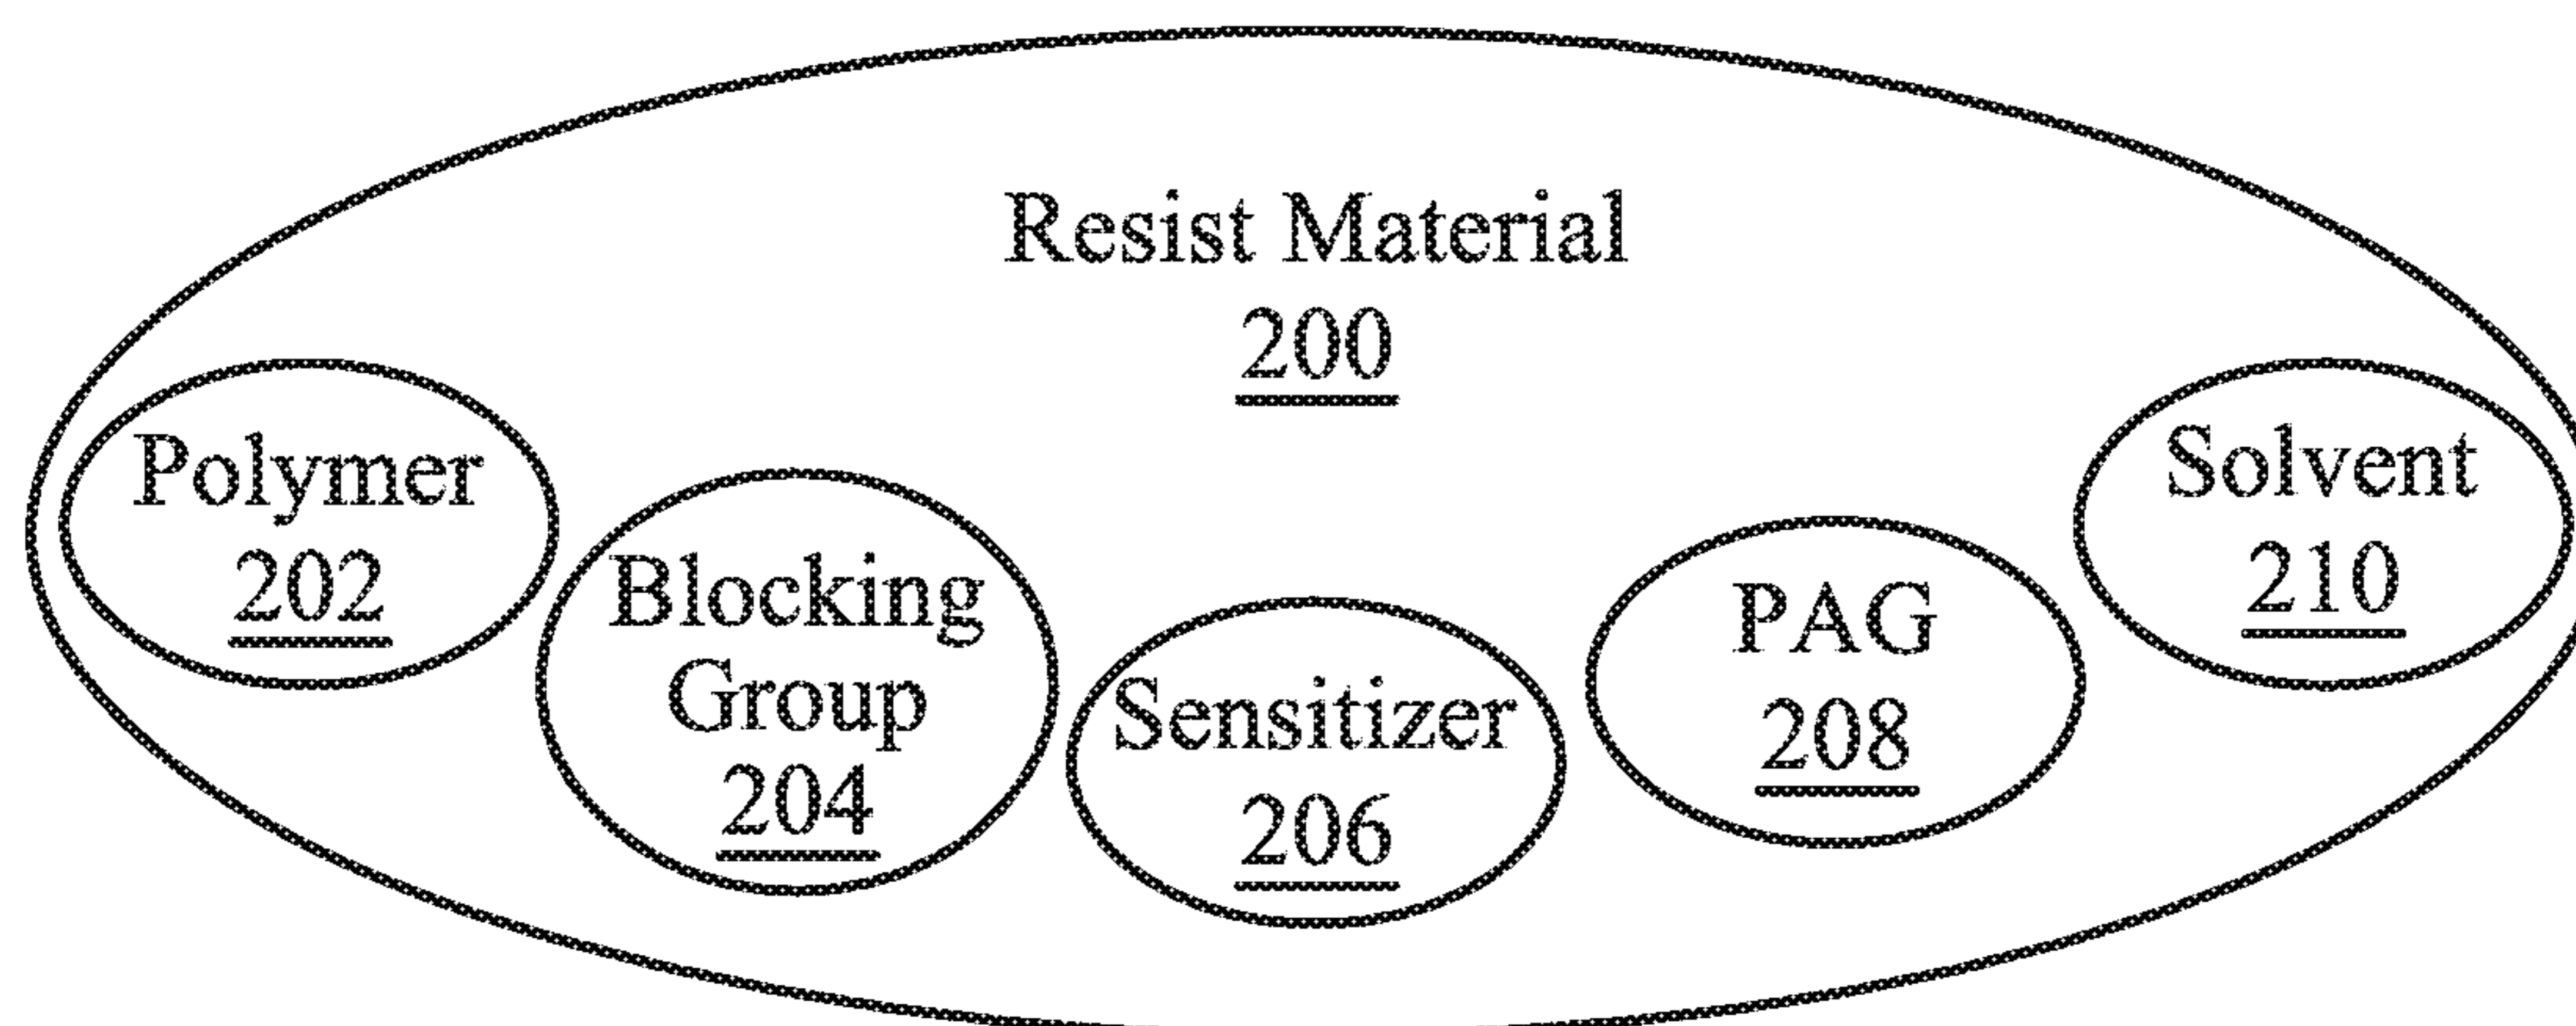 Resist Material
200
Polymer
202
Blocking
Group
204
Sensitizer
206
PAG
208
Solvent
210